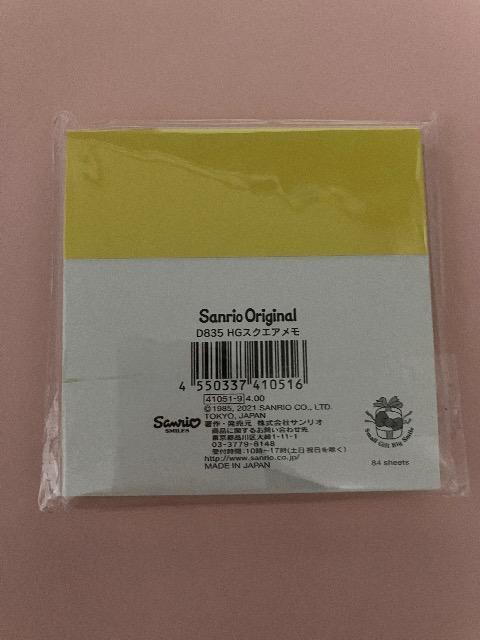 Sanrio Original
D835 HGスクエアメモ
4 550337 410516
41051-9 4.00
©1985, 2021 SANRIO CO., LTD.
TOKYO, JAPAN
Sanrio
SMILES
著作・発売元 株式会社サンリオ
商品に関するお問い合わせ先
東京都品川区大崎1-11-1
03-3779-8148
受付時間:10時~17時(土日祝日を除く)
http://www.sanrio.co.jp/
MADE IN JAPAN
Small Gift Big Smile
84 sheets